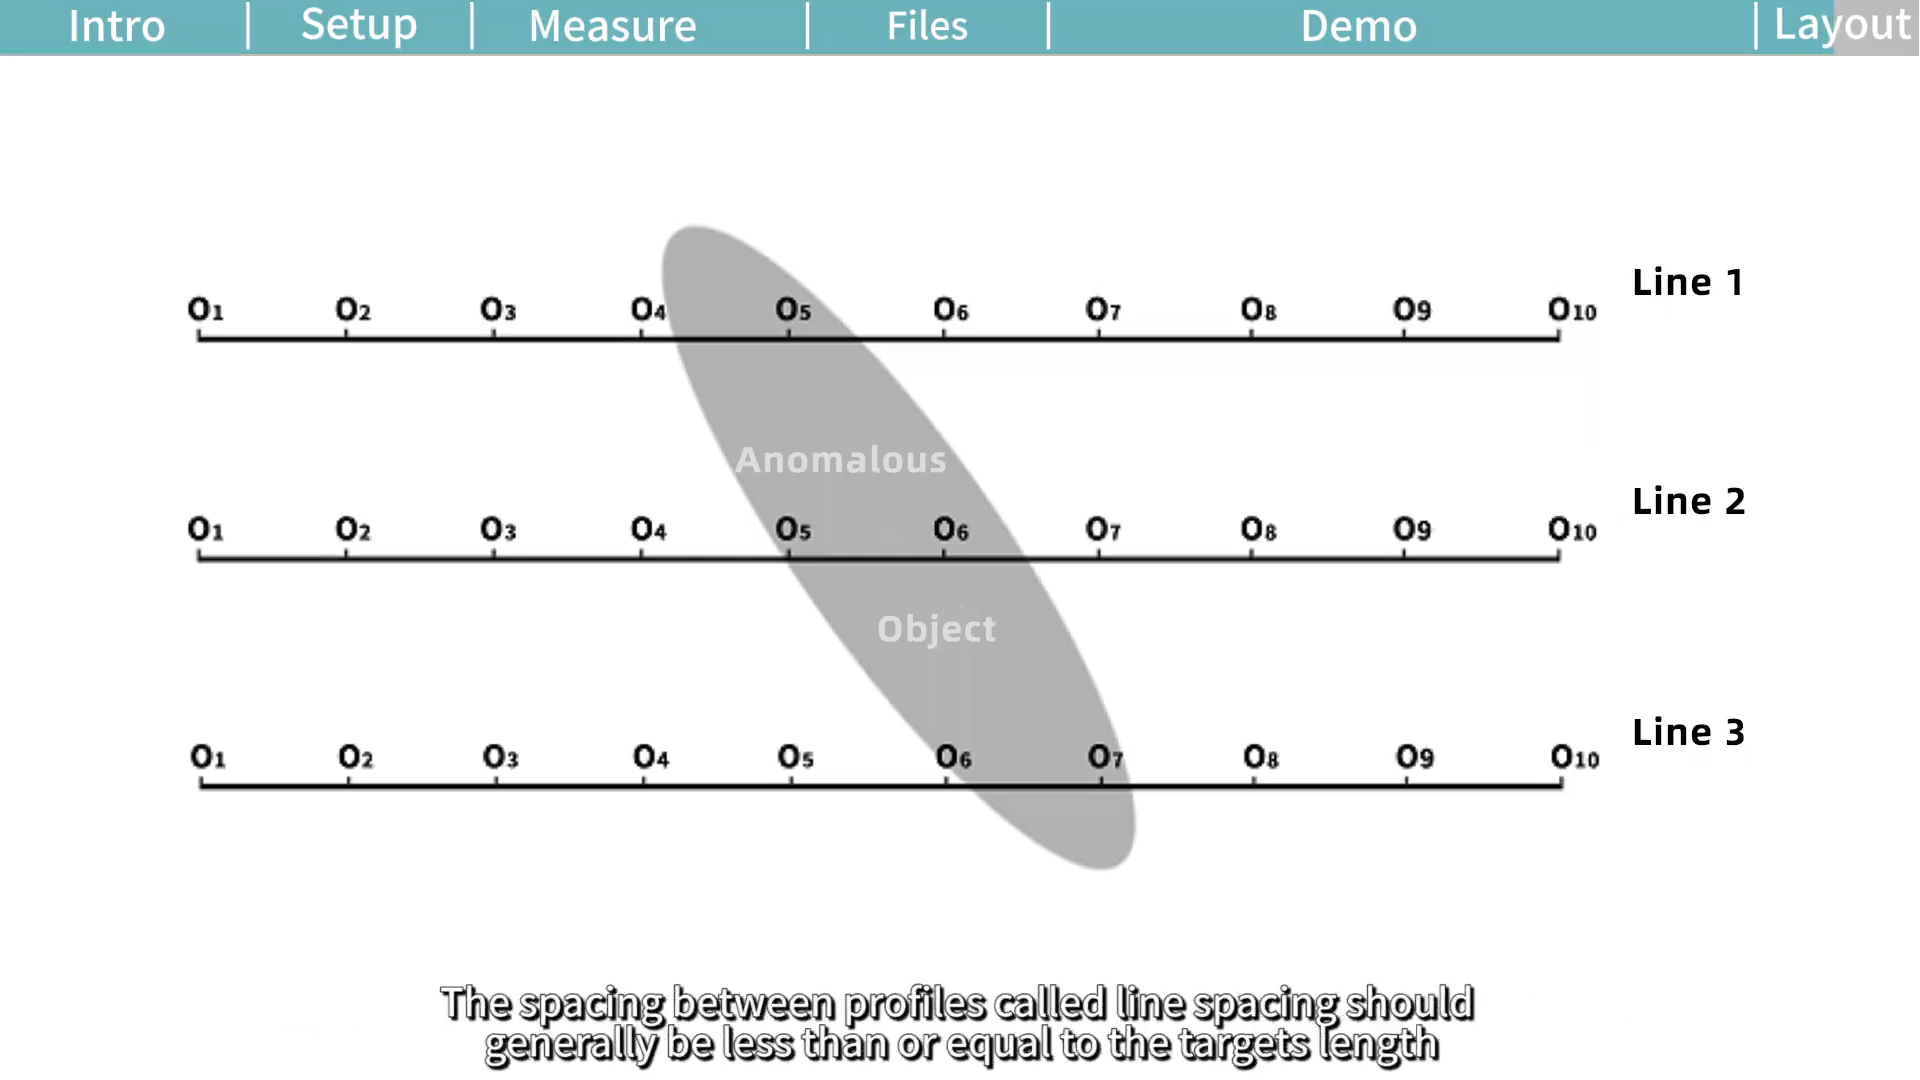 Intro | Setup | Measure | Files | Demo | Layout
O1 O2 O3 O4 O5 O6 O7 O8 O9 O10 Line 1
Anomalous
O1 O2 O3 O4 O5 O6 O7 O8 O9 O10 Line 2
Object
O1 O2 O3 O4 O5 O6 O7 O8 O9 O10 Line 3
The spacing between profiles called line spacing should
generally be less than or equal to the targets length